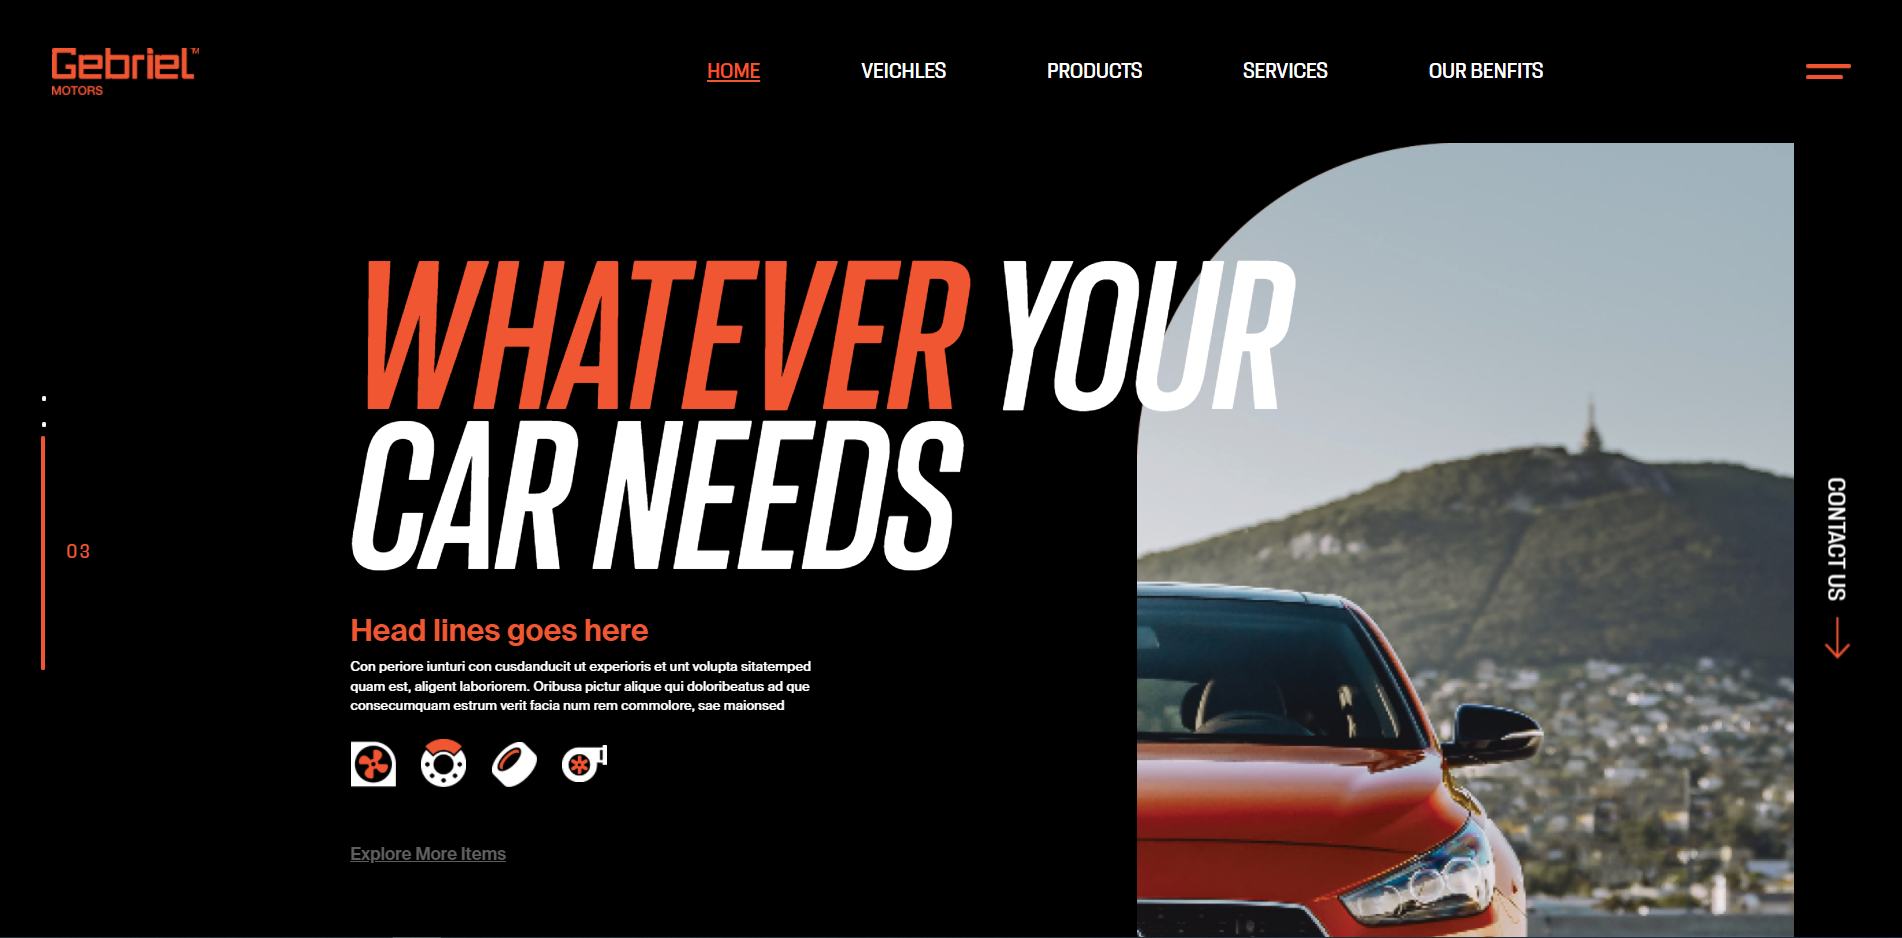 Gebriel™
MOTORS
HOME
VEICHLES
PRODUCTS
SERVICES
OUR BENFITS
WHATEVER YOUR
CAR NEEDS
03
Head lines goes here
Con periore iunturi con cusdanducit ut experioris et unt volupta sitatemped
quam est, aligent laboriorem. Oribusa pictur alique qui doloribeatus ad que
consecumquam estrum verit facia num rem commolore, sae maionsed
Explore More Items
CONTACT US